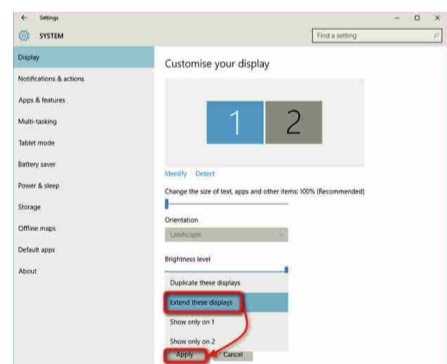 Settings
SYSTEM
Find a setting
Display
Notifications & actions
Apps & features
Multi-tasking
Tablet mode
Battery saver
Power & sleep
Storage
Offline maps
Default apps
About
Customise your display
1 2
Identify Detect
Change the size of text, apps and other items: 100% (Recommended)
Orientation
Landscape
Brightness level
Duplicate these displays
Extend these displays
Show only on 1
Show only on 2
Apply Cancel